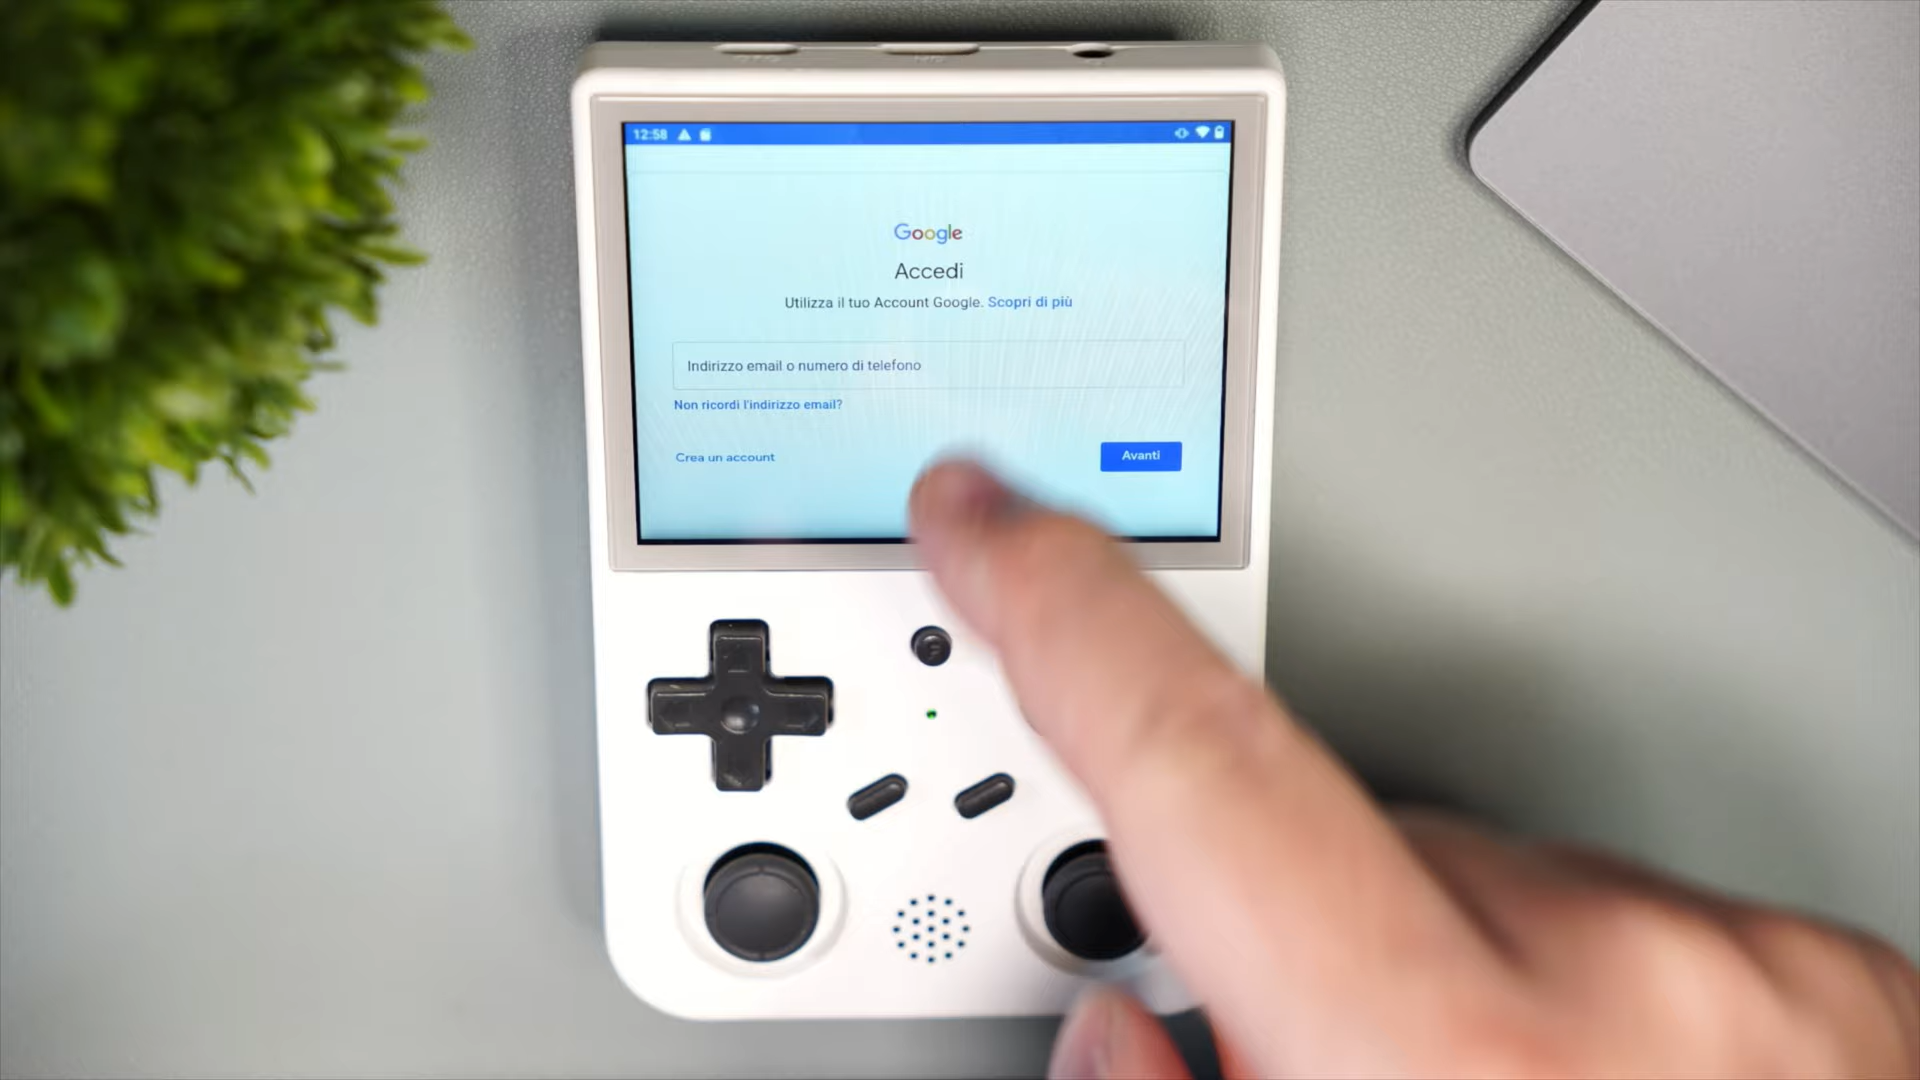 12:58
Google
Accedi
Utilizza il tuo Account Google. Scopri di più
Indirizzo email o numero di telefono
Non ricordi l'indirizzo email?
Crea un account
Avanti
F